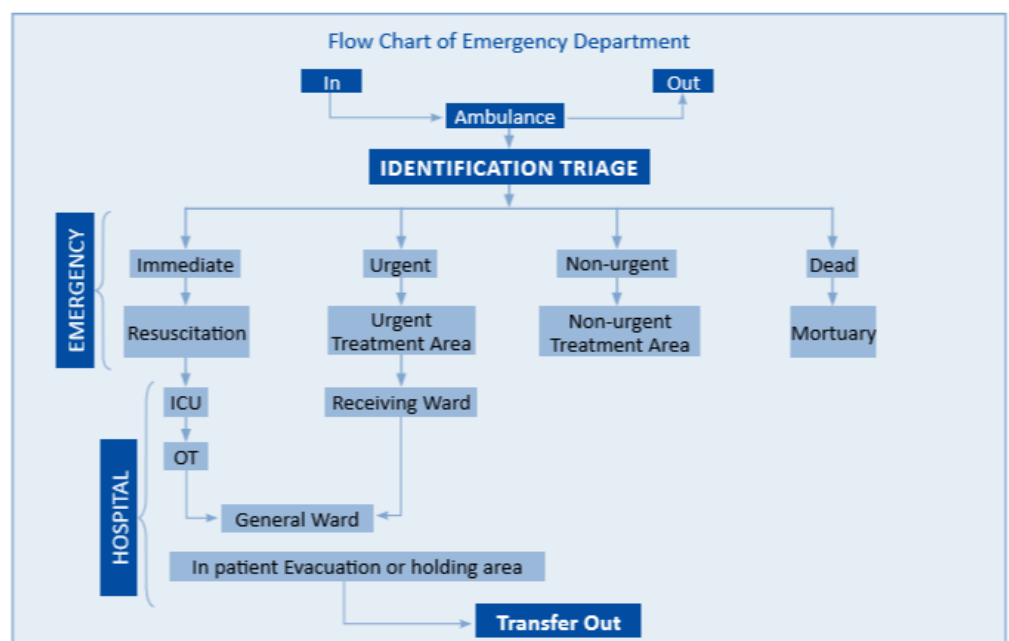 Flow Chart of Emergency Department
In
Out
Ambulance
IDENTIFICATION TRIAGE
EMERGENCY
Immediate
Urgent
Non-urgent
Dead
Resuscitation
Urgent
Treatment Area
Non-urgent
Treatment Area
Mortuary
HOSPITAL
ICU
Receiving Ward
OT
General Ward
In patient Evacuation or holding area
Transfer Out